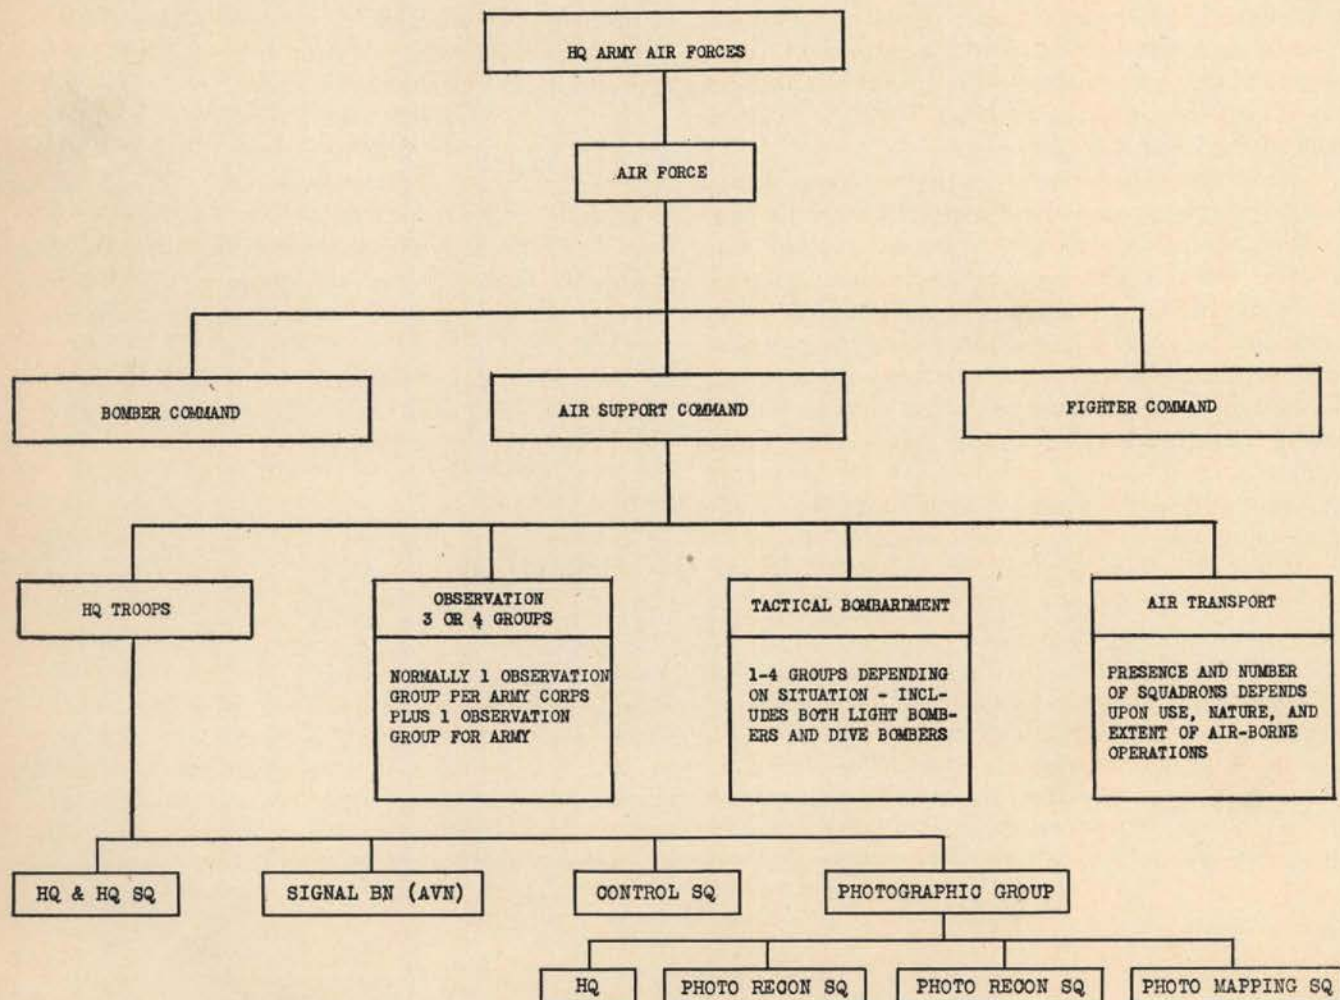 HQ ARMY AIR FORCES
AIR FORCE
BOMBER COMMAND
AIR SUPPORT COMMAND
FIGHTER COMMAND
HQ TROOPS
OBSERVATION
3 OR 4 GROUPS
NORMALLY 1 OBSERVATION
GROUP PER ARMY CORPS
PLUS 1 OBSERVATION
GROUP FOR ARMY
TACTICAL BOMBARDMENT
1-4 GROUPS DEPENDING
ON SITUATION - INCL-
UDES BOTH LIGHT BOMB-
ERS AND DIVE BOMBERS
AIR TRANSPORT
PRESENCE AND NUMBER
OF SQUADRONS DEPENDS
UPON USE, NATURE, AND
EXTENT OF AIR-BORNE
OPERATIONS
HQ & HQ SQ
SIGNAL BN (AVN)
CONTROL SQ
PHOTOGRAPHIC GROUP
HQ
PHOTO RECON SQ
PHOTO RECON SQ
PHOTO MAPPING SQ